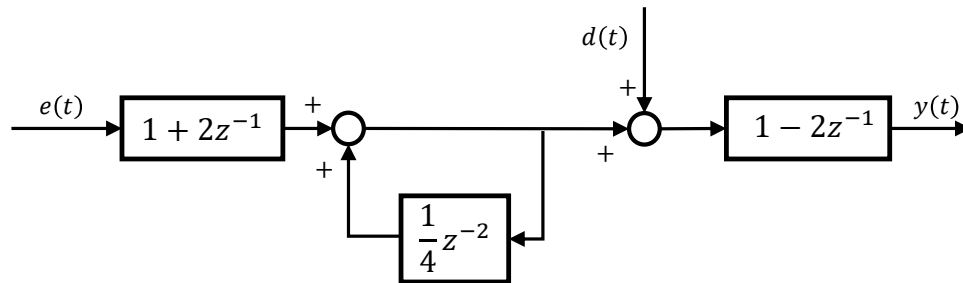 d(t)
+
e(t)
1 + 2z⁻¹
+
+
+
1 − 2z⁻¹
y(t)
1/4 z⁻²